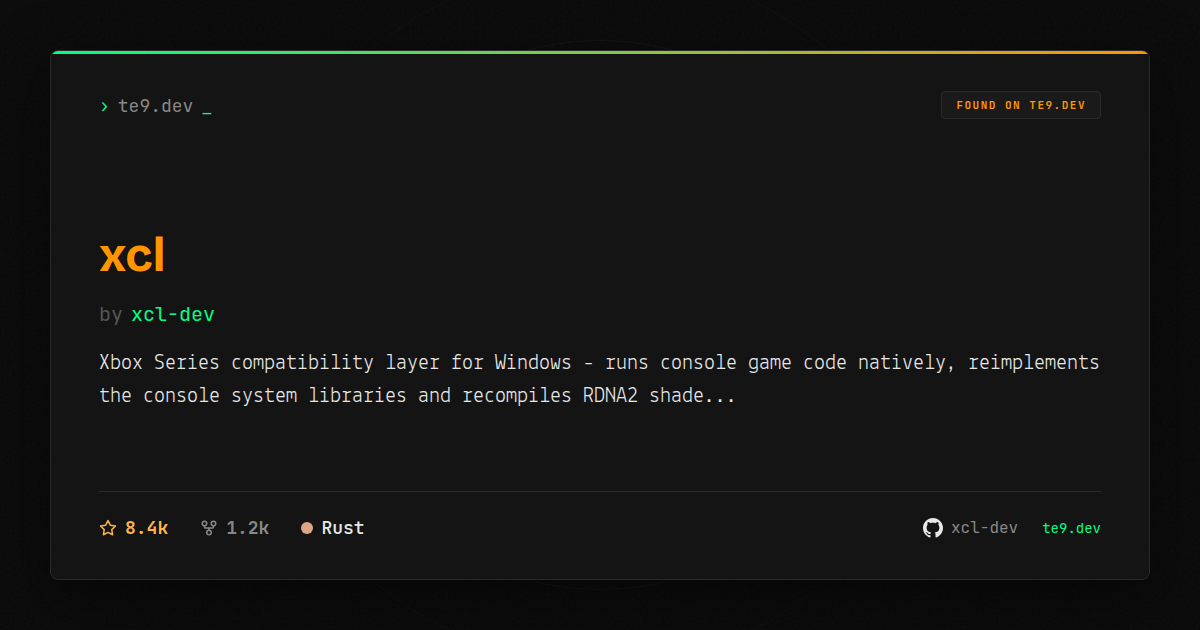 › te9.dev _
FOUND ON TE9.DEV
xcl
by xcl-dev
Xbox Series compatibility layer for Windows - runs console game code natively, reimplements
the console system libraries and recompiles RDNA2 shade...
8.4k 1.2k Rust
xcl-dev te9.dev